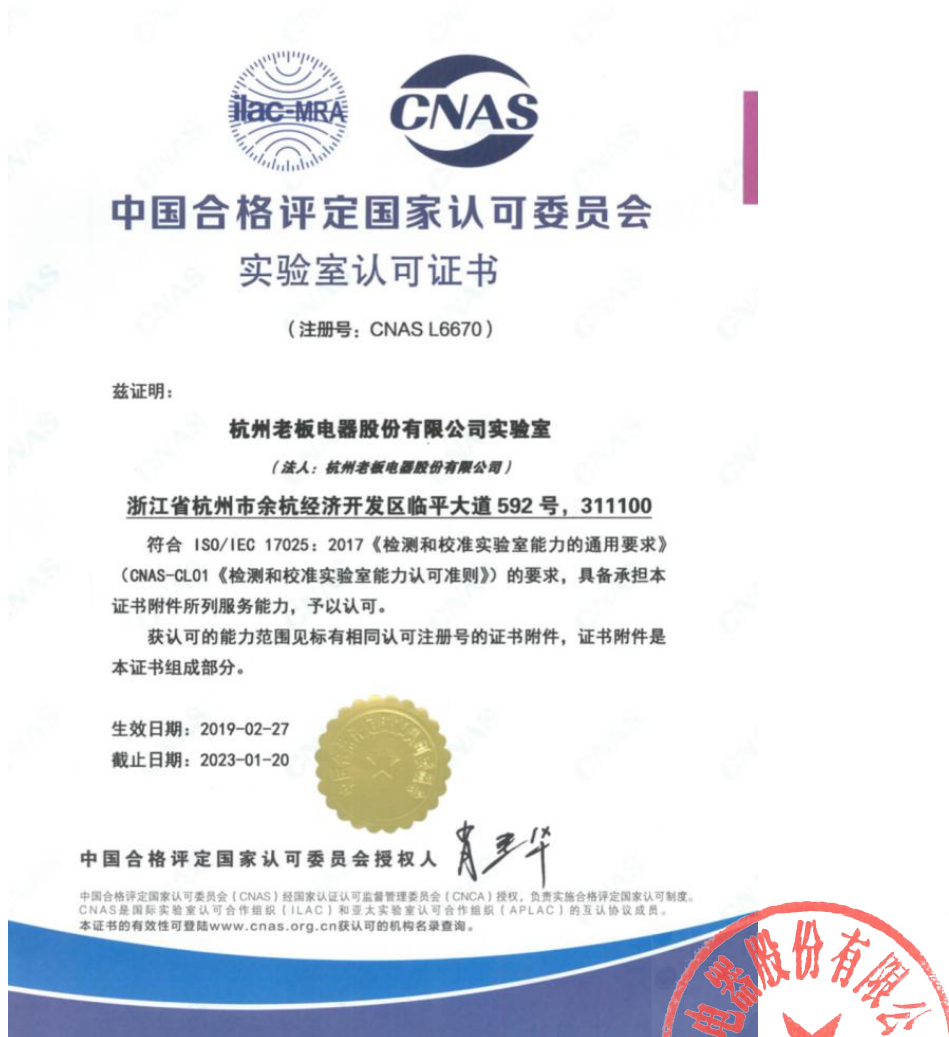 ilac-MRA
CNAS
中国合格评定国家认可委员会
实验室认可证书
（注册号：CNAS L6670）
兹证明：
杭州老板电器股份有限公司实验室
（法人：杭州老板电器股份有限公司）
浙江省杭州市余杭经济开发区临平大道 592 号，311100
符合 ISO/IEC 17025：2017《检测和校准实验室能力的通用要求》
（CNAS-CL01《检测和校准实验室能力认可准则》）的要求，具备承担本
证书附件所列服务能力，予以认可。
获认可的能力范围见标有相同认可注册号的证书附件，证书附件是
本证书组成部分。
生效日期：2019-02-27
截止日期：2023-01-20
中国合格评定国家认可委员会授权人
肖建华
中国合格评定国家认可委员会（CNAS）经国家认证认可监督管理委员会（CNCA）授权，负责实施合格评定国家认可制度。
CNAS是国际实验室认可合作组织（ILAC）和亚太实验室认可合作组织（APLAC）的互认协议成员。
本证书的有效性可登陆www.cnas.org.cn获认可的机构名录查询。
电器股份有限公